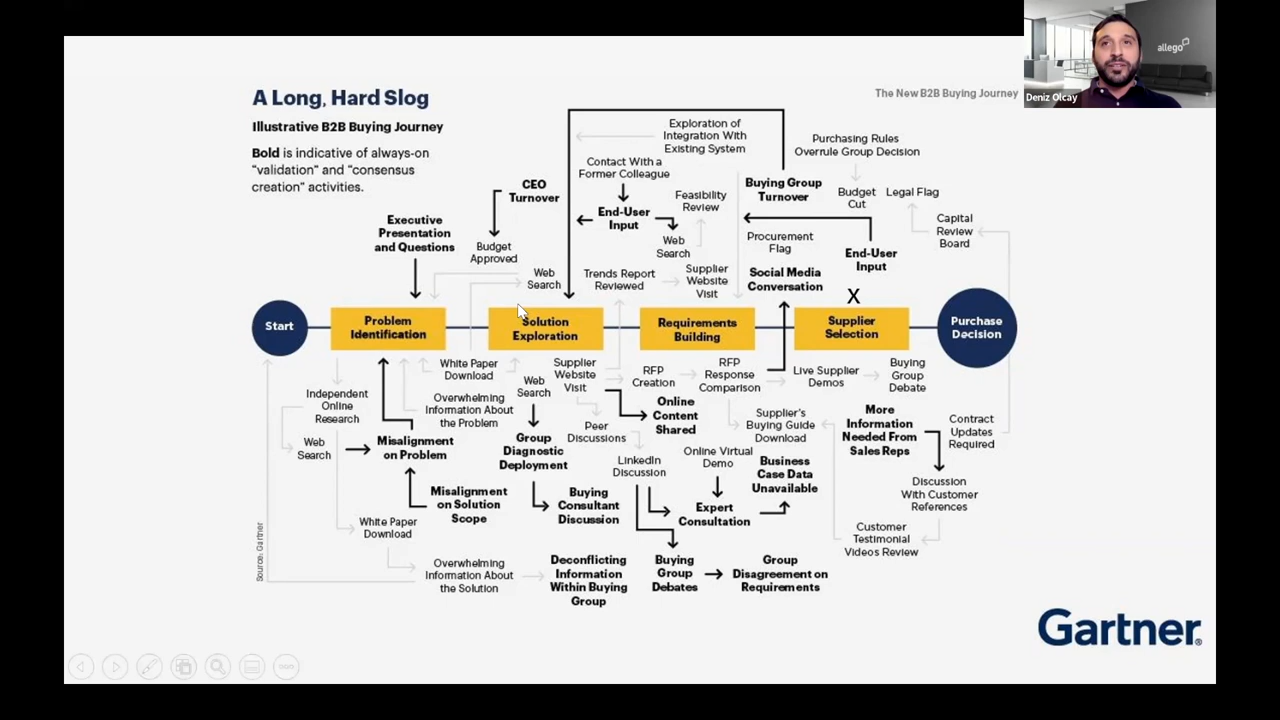 allego
Deniz Olcay
The New B2B Buying Journey
A Long, Hard Slog
Illustrative B2B Buying Journey
Bold is indicative of always-on
"validation" and "consensus
creation" activities.
Exploration of
Integration With
Existing System
Purchasing Rules
Overrule Group Decision
Contact With a
Former Colleague
CEO
Turnover
Feasibility
Review
Buying Group
Turnover
Budget
Cut
Legal Flag
Executive
Presentation
and Questions
End-User
Input
Capital
Review
Board
Budget
Approved
Web
Search
Procurement
Flag
End-User
Input
Web
Search
Trends Report
Reviewed
Supplier
Website
Visit
Social Media
Conversation
X
Start
Problem
Identification
Solution
Exploration
Requirements
Building
Supplier
Selection
Purchase
Decision
White Paper
Download
Supplier
Website
Visit
RFP
Creation
RFP
Response
Comparison
Live Supplier
Demos
Buying
Group
Debate
Independent
Online
Research
Overwhelming
Information About
the Problem
Web
Search
Online
Content
Shared
Supplier's
Buying Guide
Download
More
Information
Needed From
Sales Reps
Contract
Updates
Required
Web
Search
Misalignment
on Problem
Group
Diagnostic
Deployment
Peer
Discussions
LinkedIn
Discussion
Online Virtual
Demo
Business
Case Data
Unavailable
Misalignment
on Solution
Scope
Buying
Consultant
Discussion
Expert
Consultation
Discussion
With Customer
References
White Paper
Download
Customer
Testimonial
Videos Review
Overwhelming
Information About
the Solution
Deconflicting
Information
Within Buying
Group
Buying
Group
Debates
Group
Disagreement on
Requirements
Source: Gartner
Gartner®